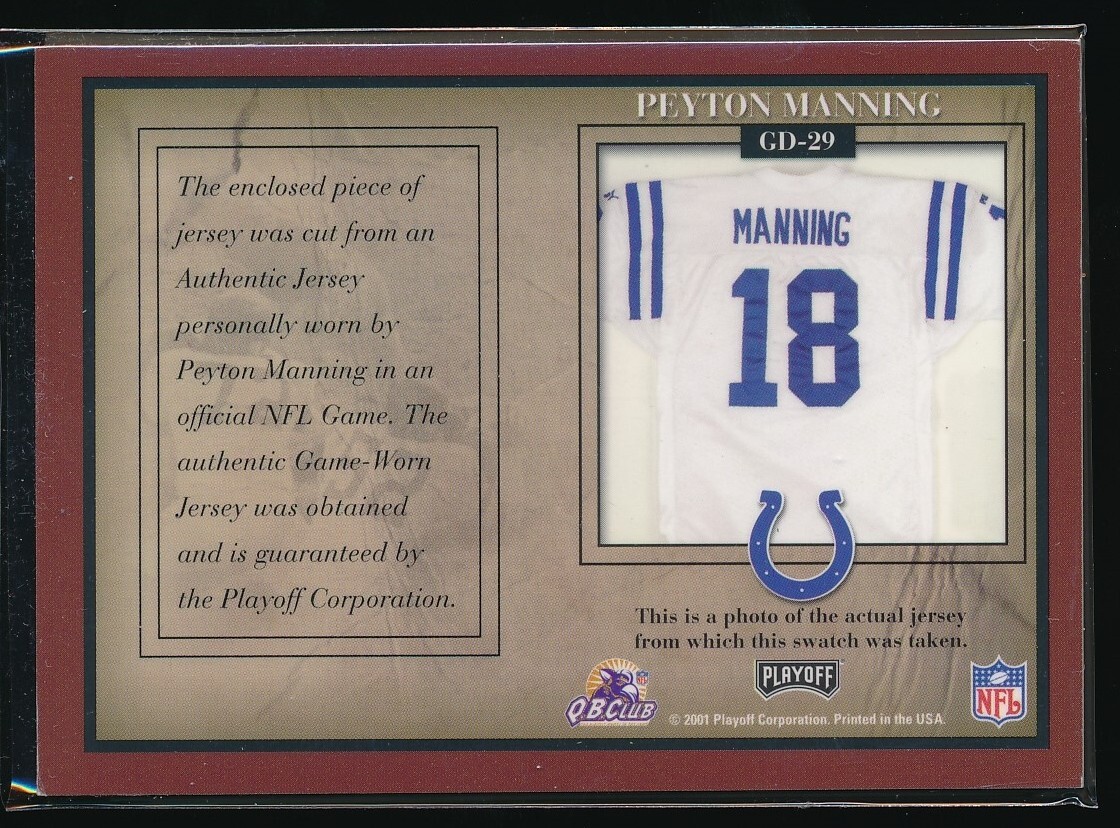 PEYTON MANNING
GD-29
The enclosed piece of
jersey was cut from an
Authentic Jersey
personally worn by
Peyton Manning in an
official NFL Game. The
authentic Game-Worn
Jersey was obtained
and is guaranteed by
the Playoff Corporation.
MANNING
18
This is a photo of the actual jersey
from which this swatch was taken.
Q.B.CLUB
PLAYOFF
NFL
© 2001 Playoff Corporation. Printed in the USA.